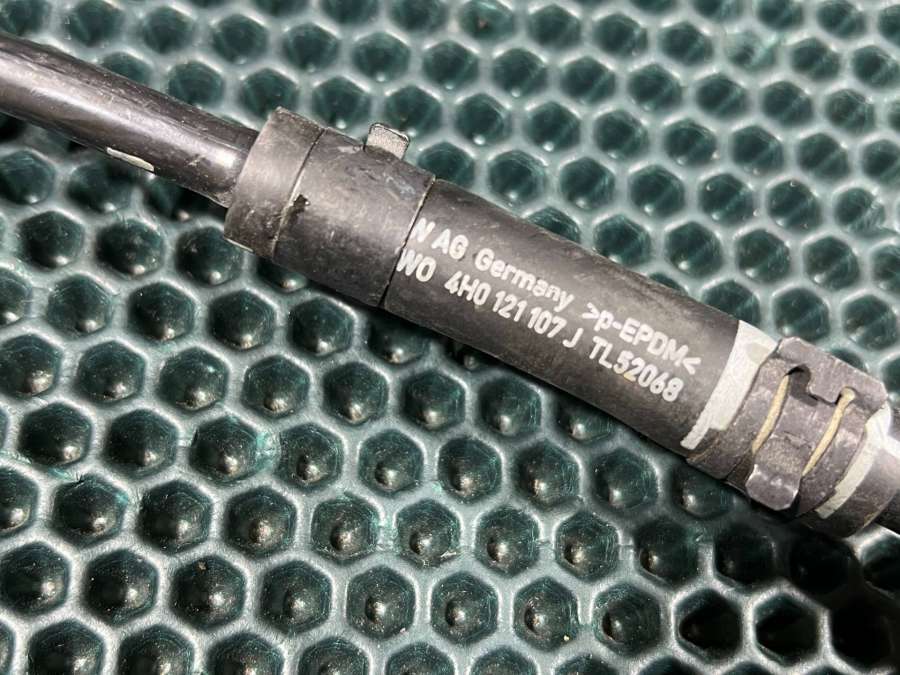 W AG Germany >p-EPDM<
WO 4H0 121 107 J TL52068